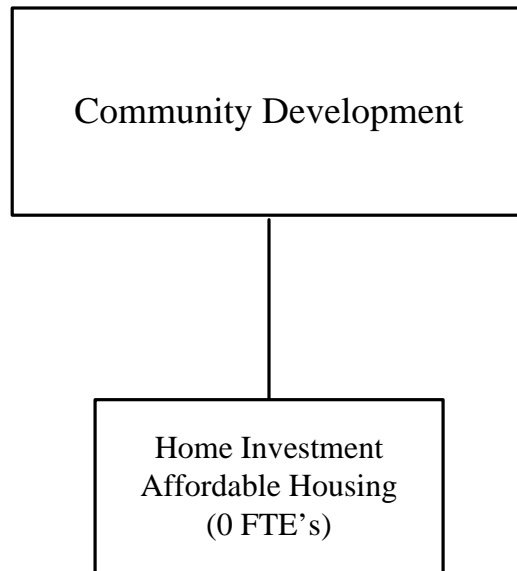 Community Development
Home Investment
Affordable Housing
(0 FTE’s)